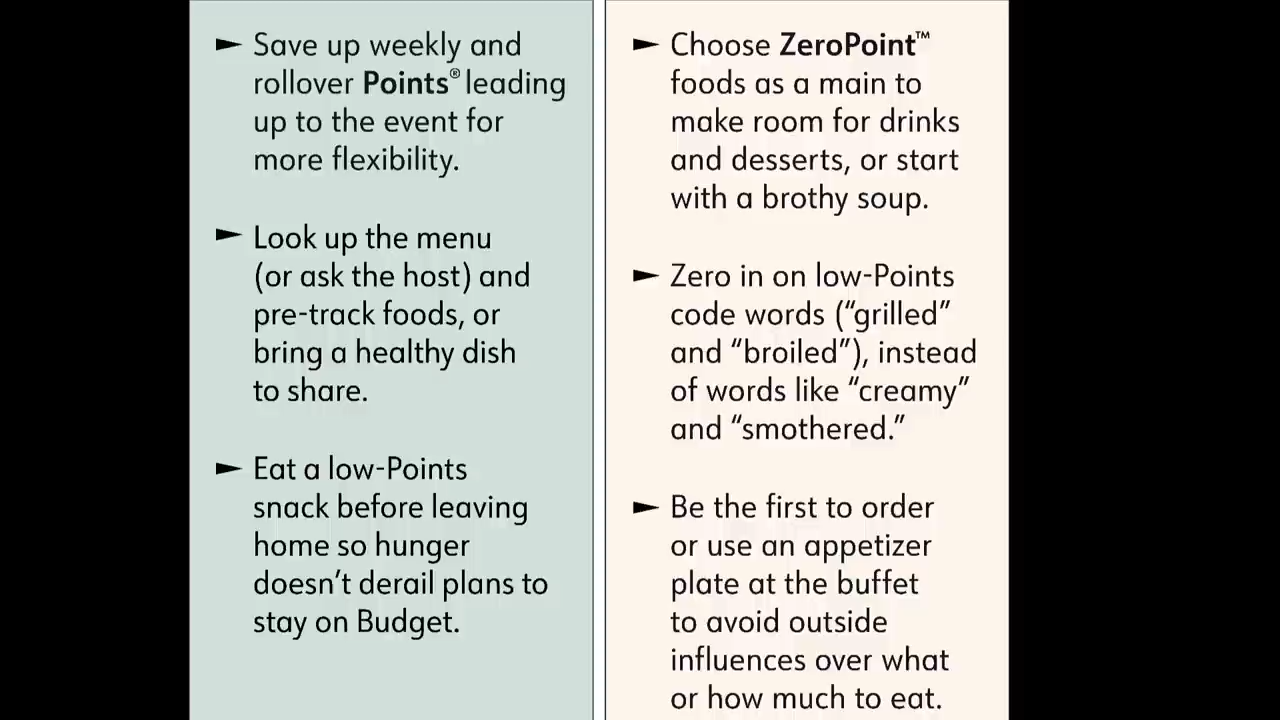 ► Save up weekly and
rollover Points® leading
up to the event for
more flexibility.
► Look up the menu
(or ask the host) and
pre-track foods, or
bring a healthy dish
to share.
► Eat a low-Points
snack before leaving
home so hunger
doesn’t derail plans to
stay on Budget.
► Choose ZeroPoint™
foods as a main to
make room for drinks
and desserts, or start
with a brothy soup.
► Zero in on low-Points
code words (“grilled”
and “broiled”), instead
of words like “creamy”
and “smothered.”
► Be the first to order
or use an appetizer
plate at the buffet
to avoid outside
influences over what
or how much to eat.